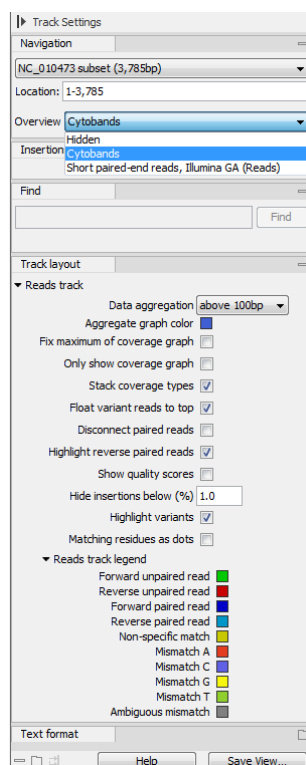 Track Settings
Navigation
NC_010473 subset (3,785bp)
Location: 1-3,785
Overview Cytobands
Hidden
Insertion Cytobands
Short paired-end reads, Illumina GA (Reads)
Find
Find
Track layout
Reads track
Data aggregation above 100bp
Aggregate graph color
Fix maximum of coverage graph
Only show coverage graph
Stack coverage types
Float variant reads to top
Disconnect paired reads
Highlight reverse paired reads
Show quality scores
Hide insertions below (%) 1.0
Highlight variants
Matching residues as dots
Reads track legend
Forward unpaired read
Reverse unpaired read
Forward paired read
Reverse paired read
Non-specific match
Mismatch A
Mismatch C
Mismatch G
Mismatch T
Ambiguous mismatch
Text format
Help Save View...